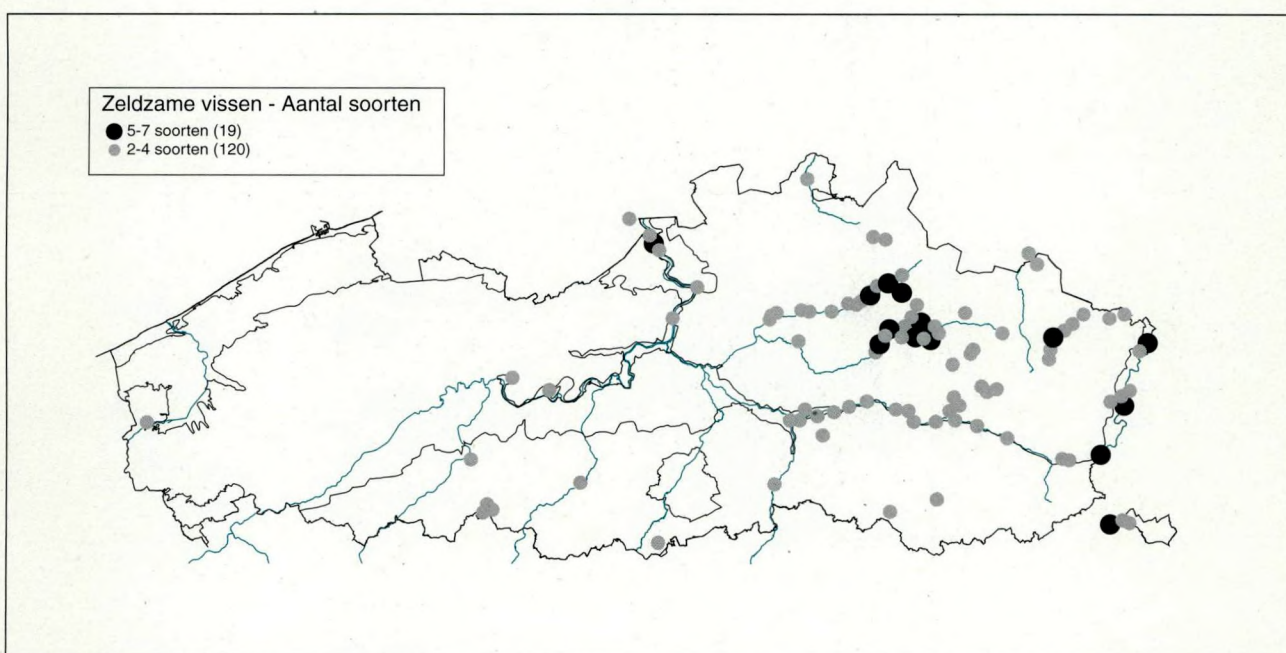 Zeldzame vissen - Aantal soorten
5-7 soorten (19)
2-4 soorten (120)